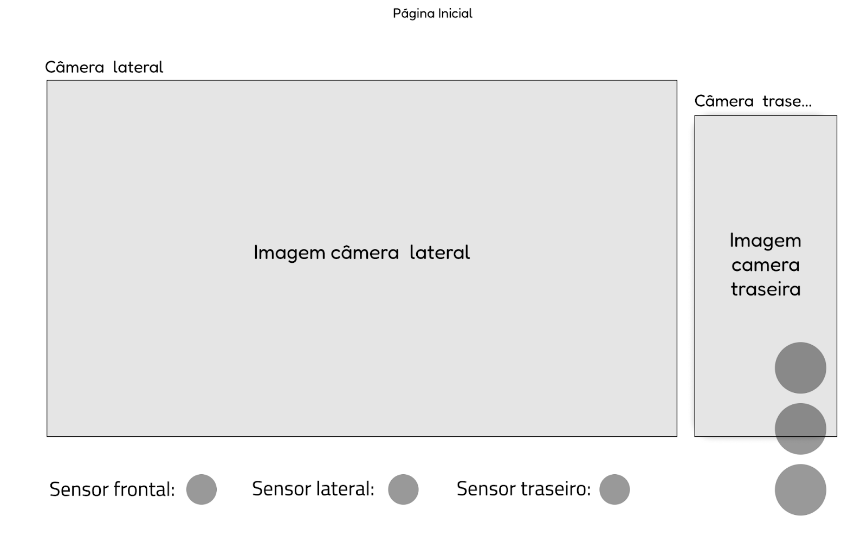 Página Inicial
Câmera lateral
Câmera trase...
Imagem câmera lateral
Imagem
camera
traseira
Sensor frontal:
Sensor lateral:
Sensor traseiro: